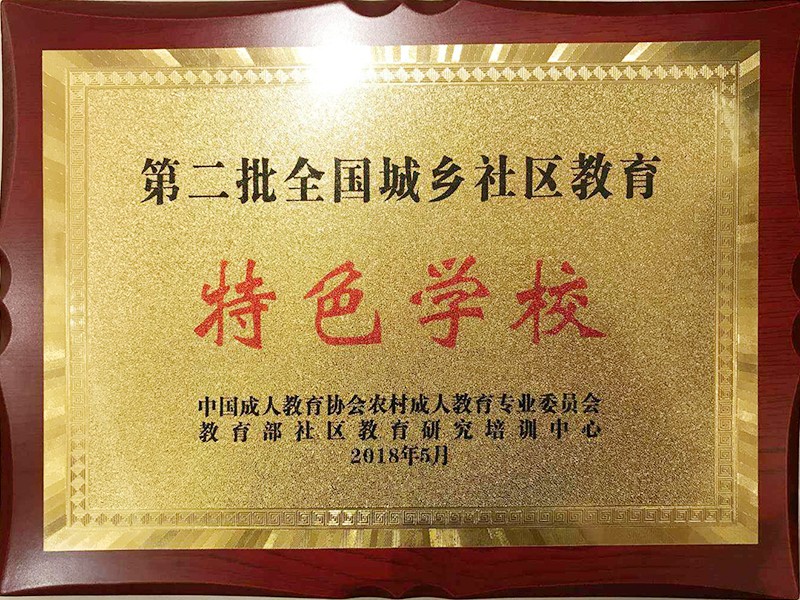 第二批全国城乡社区教育
特色学校
中国成人教育协会农村成人教育专业委员会
教育部社区教育研究培训中心
2018年5月